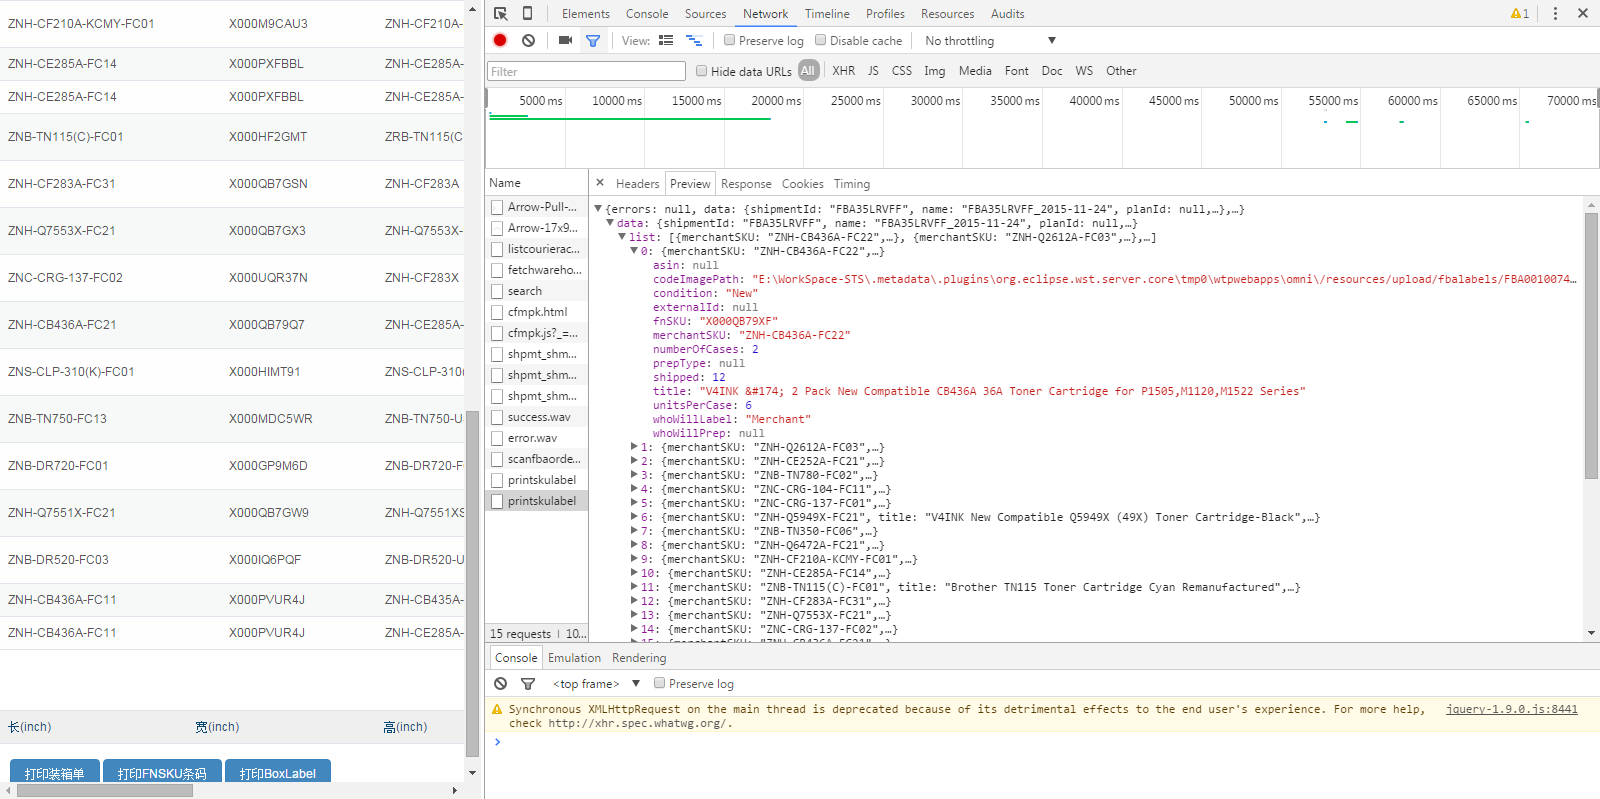 ZNH-CF210A-KCMY-FC01 X000M9CAU3 ZNH-CF210A-
ZNH-CE285A-FC14 X000PXFBBL ZNH-CE285A-
ZNH-CE285A-FC14 X000PXFBBL ZNH-CE285A-
ZNB-TN115(C)-FC01 X000HF2GMT ZRB-TN115(C
ZNH-CF283A-FC31 X000QB7GSN ZNH-CF283A
ZNH-Q7553X-FC21 X000QB7GX3 ZNH-Q7553X-
ZNC-CRG-137-FC02 X000UQR37N ZNH-CF283X
ZNH-CB436A-FC21 X000QB79Q7 ZNH-CE285A-
ZNS-CLP-310(K)-FC01 X000HIMT91 ZNS-CLP-310(
ZNB-TN750-FC13 X000MDC5WR ZNB-TN750-U
ZNB-DR720-FC01 X000GP9M6D ZNB-DR720-F
ZNH-Q7551X-FC21 X000QB7GW9 ZNH-Q7551XS
ZNB-DR520-FC03 X000IQ6PQF ZNB-DR520-U
ZNH-CB436A-FC11 X000PVUR4J ZNH-CB435A-
ZNH-CB436A-FC11 X000PVUR4J ZNH-CE285A-
长(inch) 宽(inch) 高(inch)
打印装箱单 打印FNSKU条码 打印BoxLabel
Elements Console Sources Network Timeline Profiles Resources Audits 1
View: Preserve log Disable cache No throttling
Filter Hide data URLs All XHR JS CSS Img Media Font Doc WS Other
5000 ms 10000 ms 15000 ms 20000 ms 25000 ms 30000 ms 35000 ms 40000 ms 45000 ms 50000 ms 55000 ms 60000 ms 65000 ms 70000 ms
Name
Arrow-Pull-...
Arrow-17x9...
listcourierac...
fetchwareho...
search
cfmpk.html
cfmpk.js?_=...
shpmt_shm...
shpmt_shm...
shpmt_shm...
success.wav
error.wav
scanfbaorde...
printskulabel
printskulabel
15 requests | 10...
× Headers Preview Response Cookies Timing
{errors: null, data: {shipmentId: "FBA35LRVFF", name: "FBA35LRVFF_2015-11-24", planId: null,…},…}
data: {shipmentId: "FBA35LRVFF", name: "FBA35LRVFF_2015-11-24", planId: null,…}
list: [{merchantSKU: "ZNH-CB436A-FC22",…}, {merchantSKU: "ZNH-Q2612A-FC03",…},…]
0: {merchantSKU: "ZNH-CB436A-FC22",…}
asin: null
codeImagePath: "E:\WorkSpace-STS\.metadata\.plugins\org.eclipse.wst.server.core\tmp0\wtpwebapps\omni\/resources/upload/fbalabels/FBA0010074…
condition: "New"
externalId: null
fnSKU: "X000QB79XF"
merchantSKU: "ZNH-CB436A-FC22"
numberOfCases: 2
prepType: null
shipped: 12
title: "V4INK &#174; 2 Pack New Compatible CB436A 36A Toner Cartridge for P1505,M1120,M1522 Series"
unitsPerCase: 6
whoWillLabel: "Merchant"
whoWillPrep: null
1: {merchantSKU: "ZNH-Q2612A-FC03",…}
2: {merchantSKU: "ZNH-CE252A-FC21",…}
3: {merchantSKU: "ZNB-TN780-FC02",…}
4: {merchantSKU: "ZNC-CRG-104-FC11",…}
5: {merchantSKU: "ZNC-CRG-137-FC01",…}
6: {merchantSKU: "ZNH-Q5949X-FC21", title: "V4INK New Compatible Q5949X (49X) Toner Cartridge-Black",…}
7: {merchantSKU: "ZNB-TN350-FC06",…}
8: {merchantSKU: "ZNH-Q6472A-FC21",…}
9: {merchantSKU: "ZNH-CF210A-KCMY-FC01",…}
10: {merchantSKU: "ZNH-CE285A-FC14",…}
11: {merchantSKU: "ZNB-TN115(C)-FC01", title: "Brother TN115 Toner Cartridge Cyan Remanufactured",…}
12: {merchantSKU: "ZNH-CF283A-FC31",…}
13: {merchantSKU: "ZNH-Q7553X-FC21",…}
14: {merchantSKU: "ZNC-CRG-137-FC02",…}
15: {merchantSKU: "ZNH-CB436A-FC21",…}
Console Emulation Rendering
<top frame> Preserve log
Synchronous XMLHttpRequest on the main thread is deprecated because of its detrimental effects to the end user's experience. For more help, jquery-1.9.0.js:8441
check http://xhr.spec.whatwg.org/.